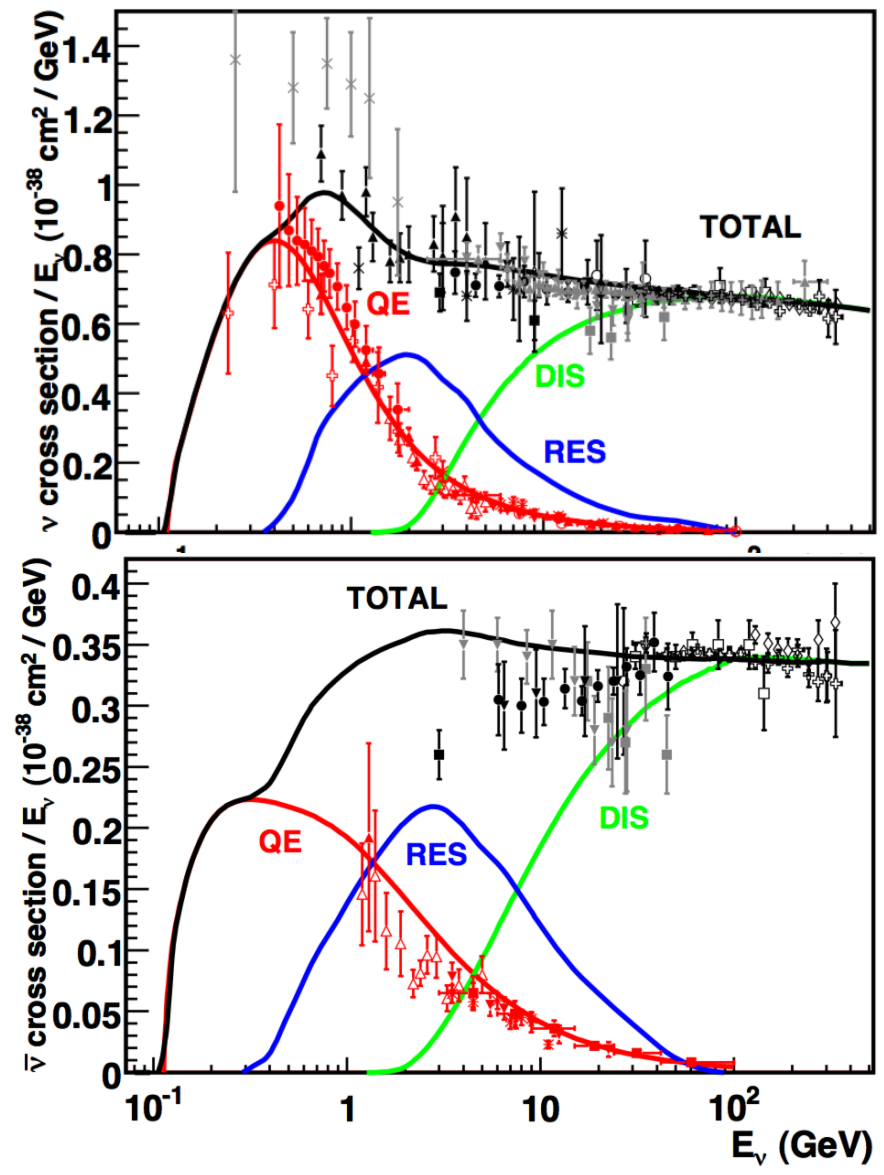 ν cross section / Eν (10⁻³⁸ cm² / GeV)
1.4
1.2
1
0.8
0.6
0.4
0.2
0
TOTAL
QE
DIS
RES
ν̄ cross section / Eν (10⁻³⁸ cm² / GeV)
0.4
0.35
0.3
0.25
0.2
0.15
0.1
0.05
0
TOTAL
QE
RES
DIS
10⁻¹ 1 10 10²
Eν (GeV)